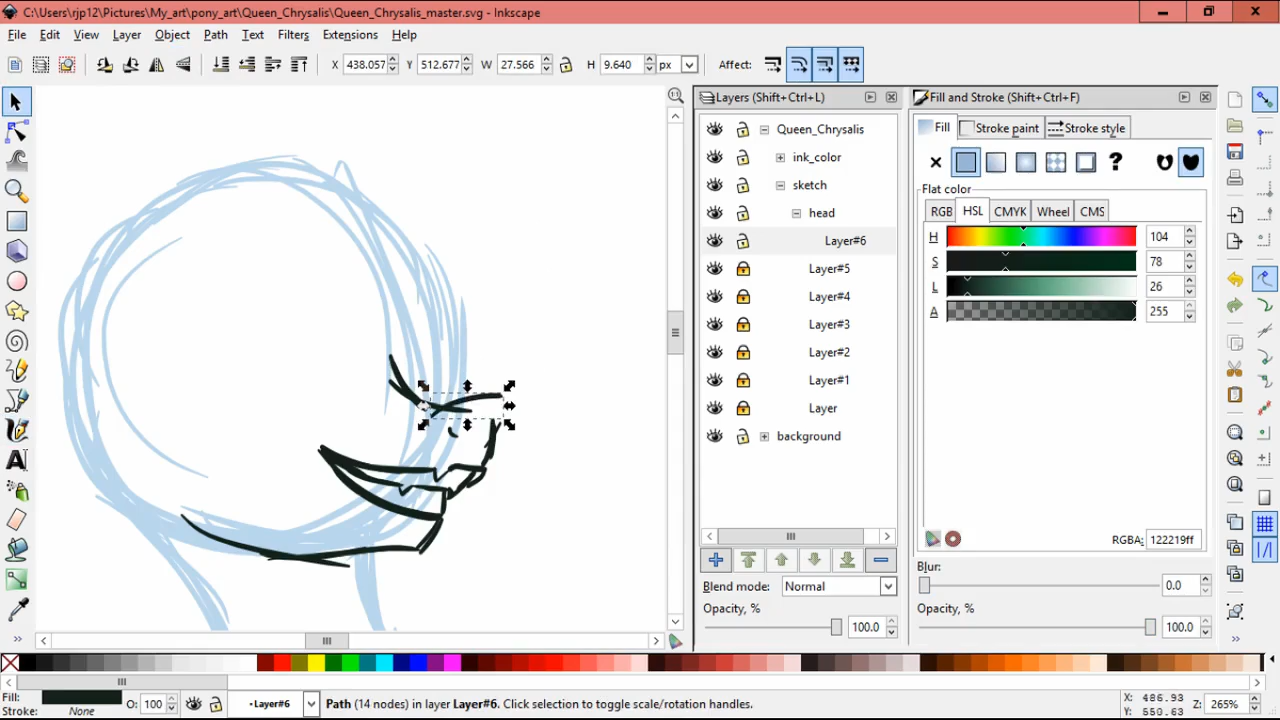 C:\Users\rjp12\Pictures\My_art\pony_art\Queen_Chrysalis\Queen_Chrysalis_master.svg - Inkscape
File Edit View Layer Object Path Text Filters Extensions Help
X 438.057 Y 512.677 W 27.566 H 9.640 px Affect:
Layers (Shift+Ctrl+L)
Queen_Chrysalis
ink_color
sketch
head
Layer#6
Layer#5
Layer#4
Layer#3
Layer#2
Layer#1
Layer
background
Blend mode: Normal
Opacity, % 100.0
Fill and Stroke (Shift+Ctrl+F)
Fill Stroke paint Stroke style
?
Flat color
RGB HSL CMYK Wheel CMS
H 104
S 78
L 26
A 255
RGBA: 122219ff
Blur:
0.0
Opacity, %
100.0
1:1
A
Fill:
Stroke: None
O: 100
•Layer#6
Path (14 nodes) in layer Layer#6. Click selection to toggle scale/rotation handles.
X: 486.93
Y: 550.63
Z: 265%